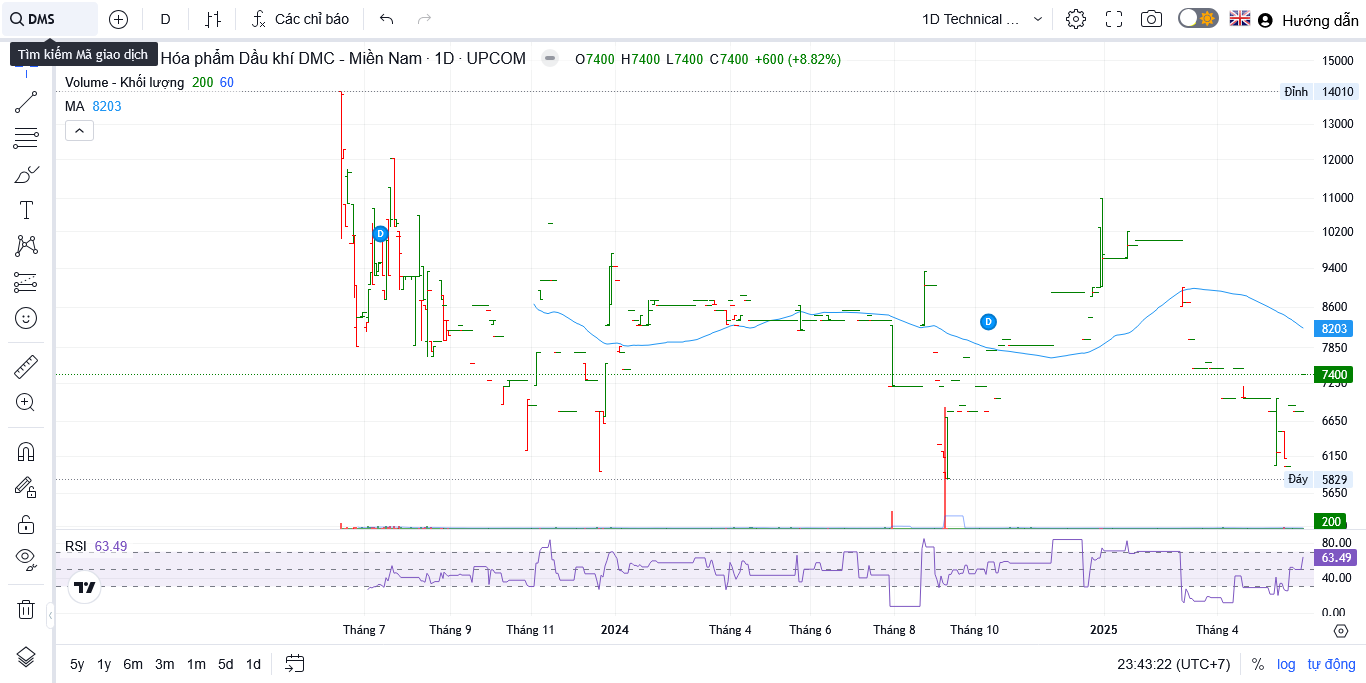 DMS
D
Các chỉ báo
1D Technical ...
Hướng dẫn
Tìm kiếm Mã giao dịch
Hóa phẩm Dầu khí DMC - Miền Nam · 1D · UPCOM
O7400 H7400 L7400 C7400 +600 (+8.82%)
Volume - Khối lượng 200 60
MA 8203
15000
Đỉnh 14010
13000
12000
11000
10200
9400
8600
8203
7850
7400
7250
6650
6150
Đáy 5829
5650
200
D
D
RSI 63.49
80.00
63.49
40.00
0.00
Tháng 7 Tháng 9 Tháng 11 2024 Tháng 4 Tháng 6 Tháng 8 Tháng 10 2025 Tháng 4
5y 1y 6m 3m 1m 5d 1d
23:43:22 (UTC+7) % log tự động